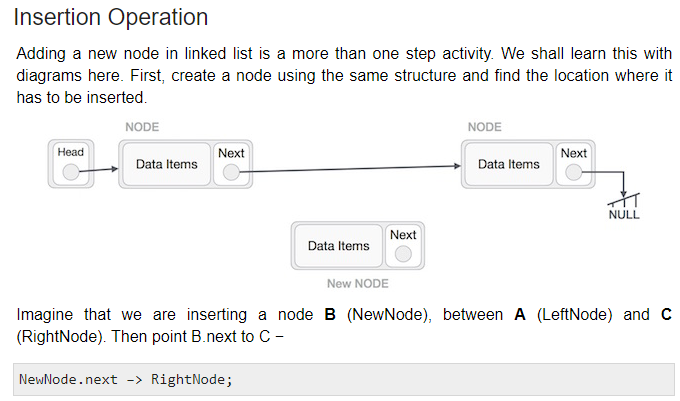 Insertion Operation
Adding a new node in linked list is a more than one step activity. We shall learn this with
diagrams here. First, create a node using the same structure and find the location where it
has to be inserted.
NODE
NODE
Head
Data Items
Next
Data Items
Next
NULL
Data Items
Next
New NODE
Imagine that we are inserting a node B (NewNode), between A (LeftNode) and C
(RightNode). Then point B.next to C −
NewNode.next -> RightNode;